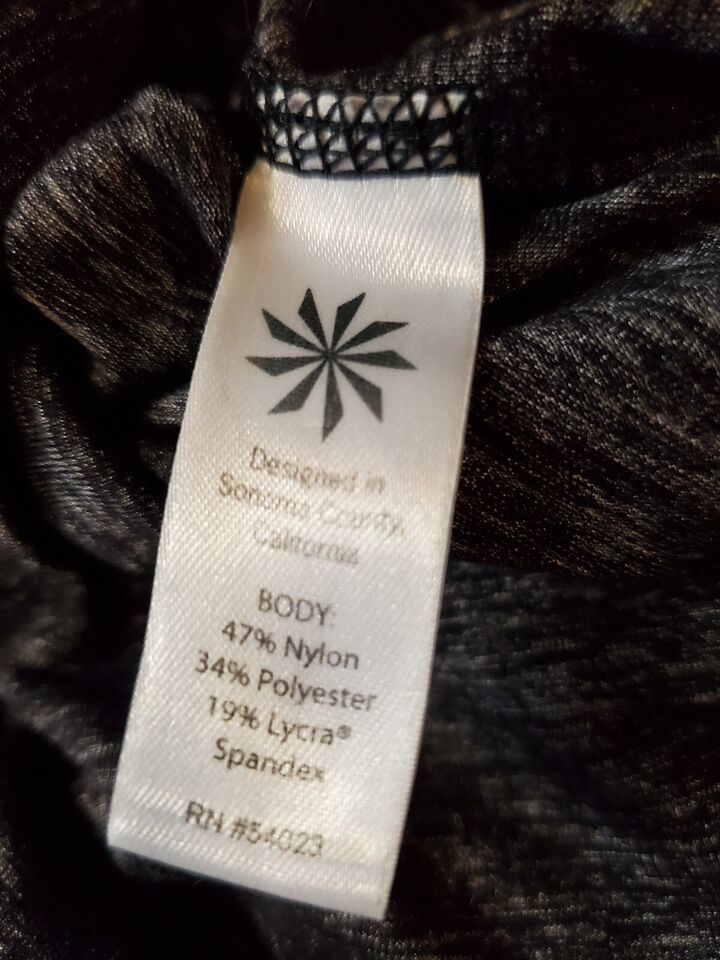 Designed in
Sonoma County,
California
BODY:
47% Nylon
34% Polyester
19% Lycra®
Spandex
RN #54023